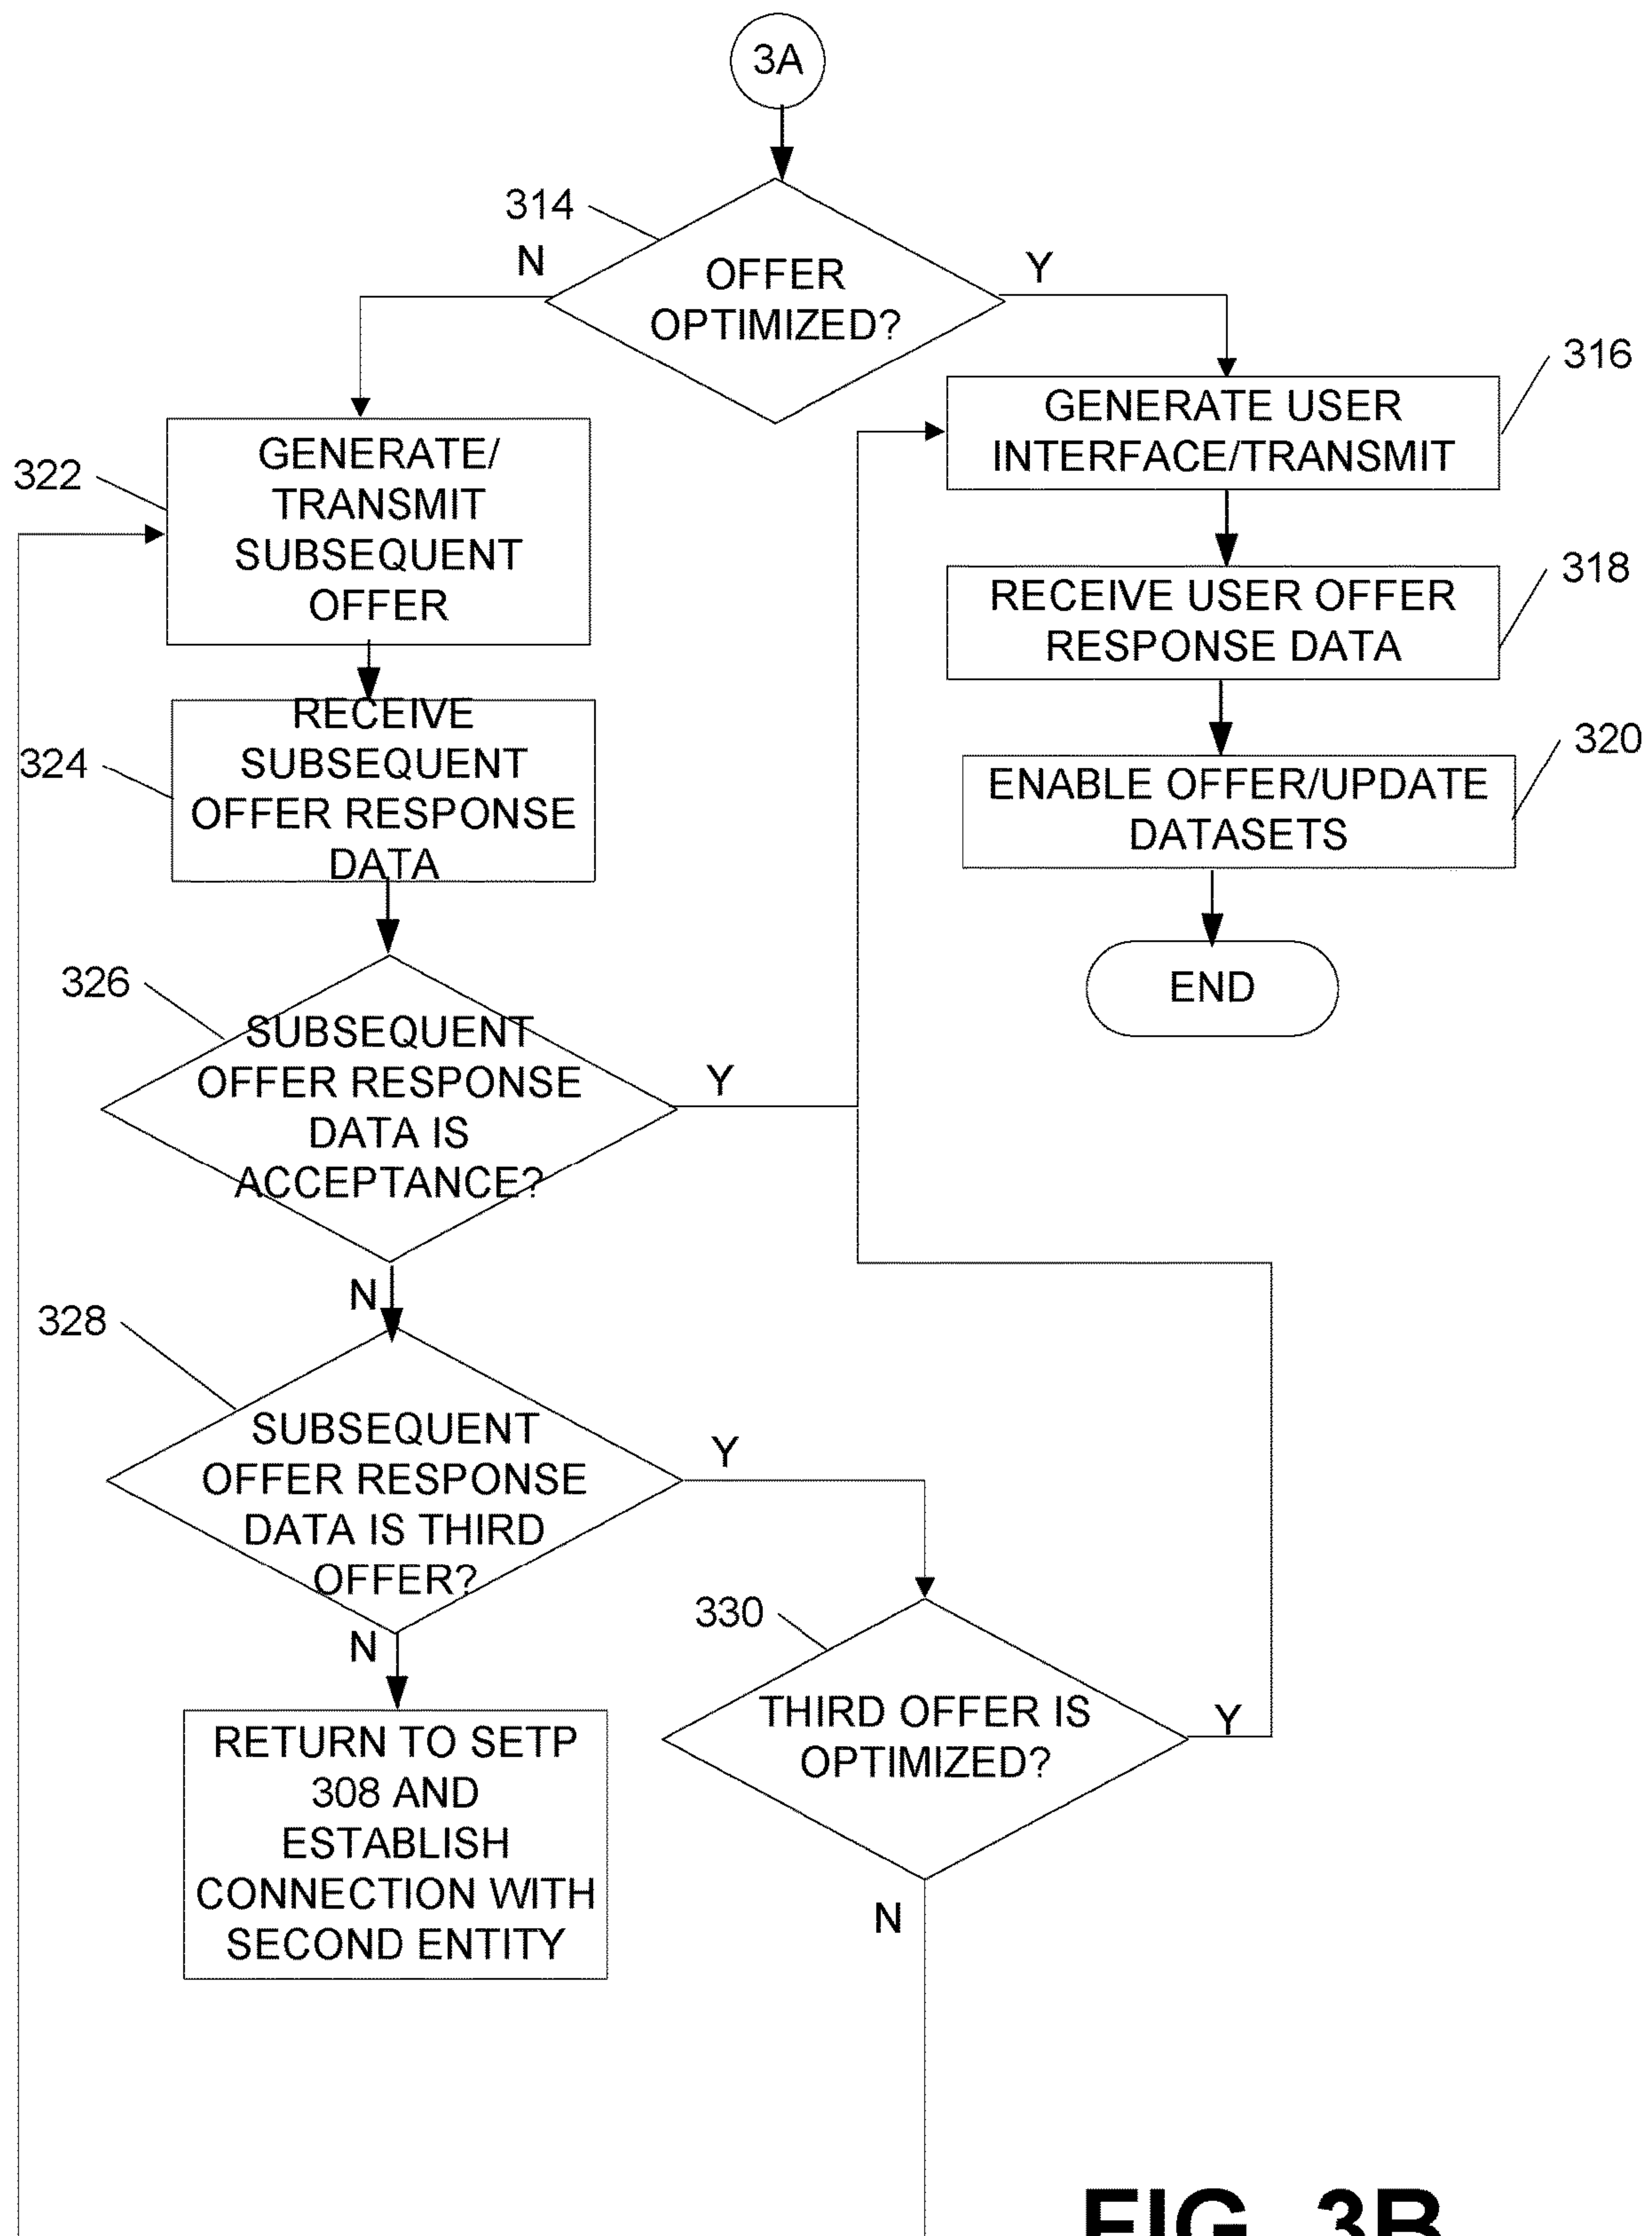 3A
314
N
Y
OFFER
OPTIMIZED?
316
GENERATE USER
INTERFACE/TRANSMIT
322
GENERATE/
TRANSMIT
SUBSEQUENT
OFFER
318
RECEIVE USER OFFER
RESPONSE DATA
324
RECEIVE
SUBSEQUENT
OFFER RESPONSE
DATA
320
ENABLE OFFER/UPDATE
DATASETS
END
326
SUBSEQUENT
OFFER RESPONSE
DATA IS
ACCEPTANCE?
Y
N
328
SUBSEQUENT
OFFER RESPONSE
DATA IS THIRD
OFFER?
Y
N
330
THIRD OFFER IS
OPTIMIZED?
Y
N
RETURN TO SETP
308 AND
ESTABLISH
CONNECTION WITH
SECOND ENTITY
FIG. 3B